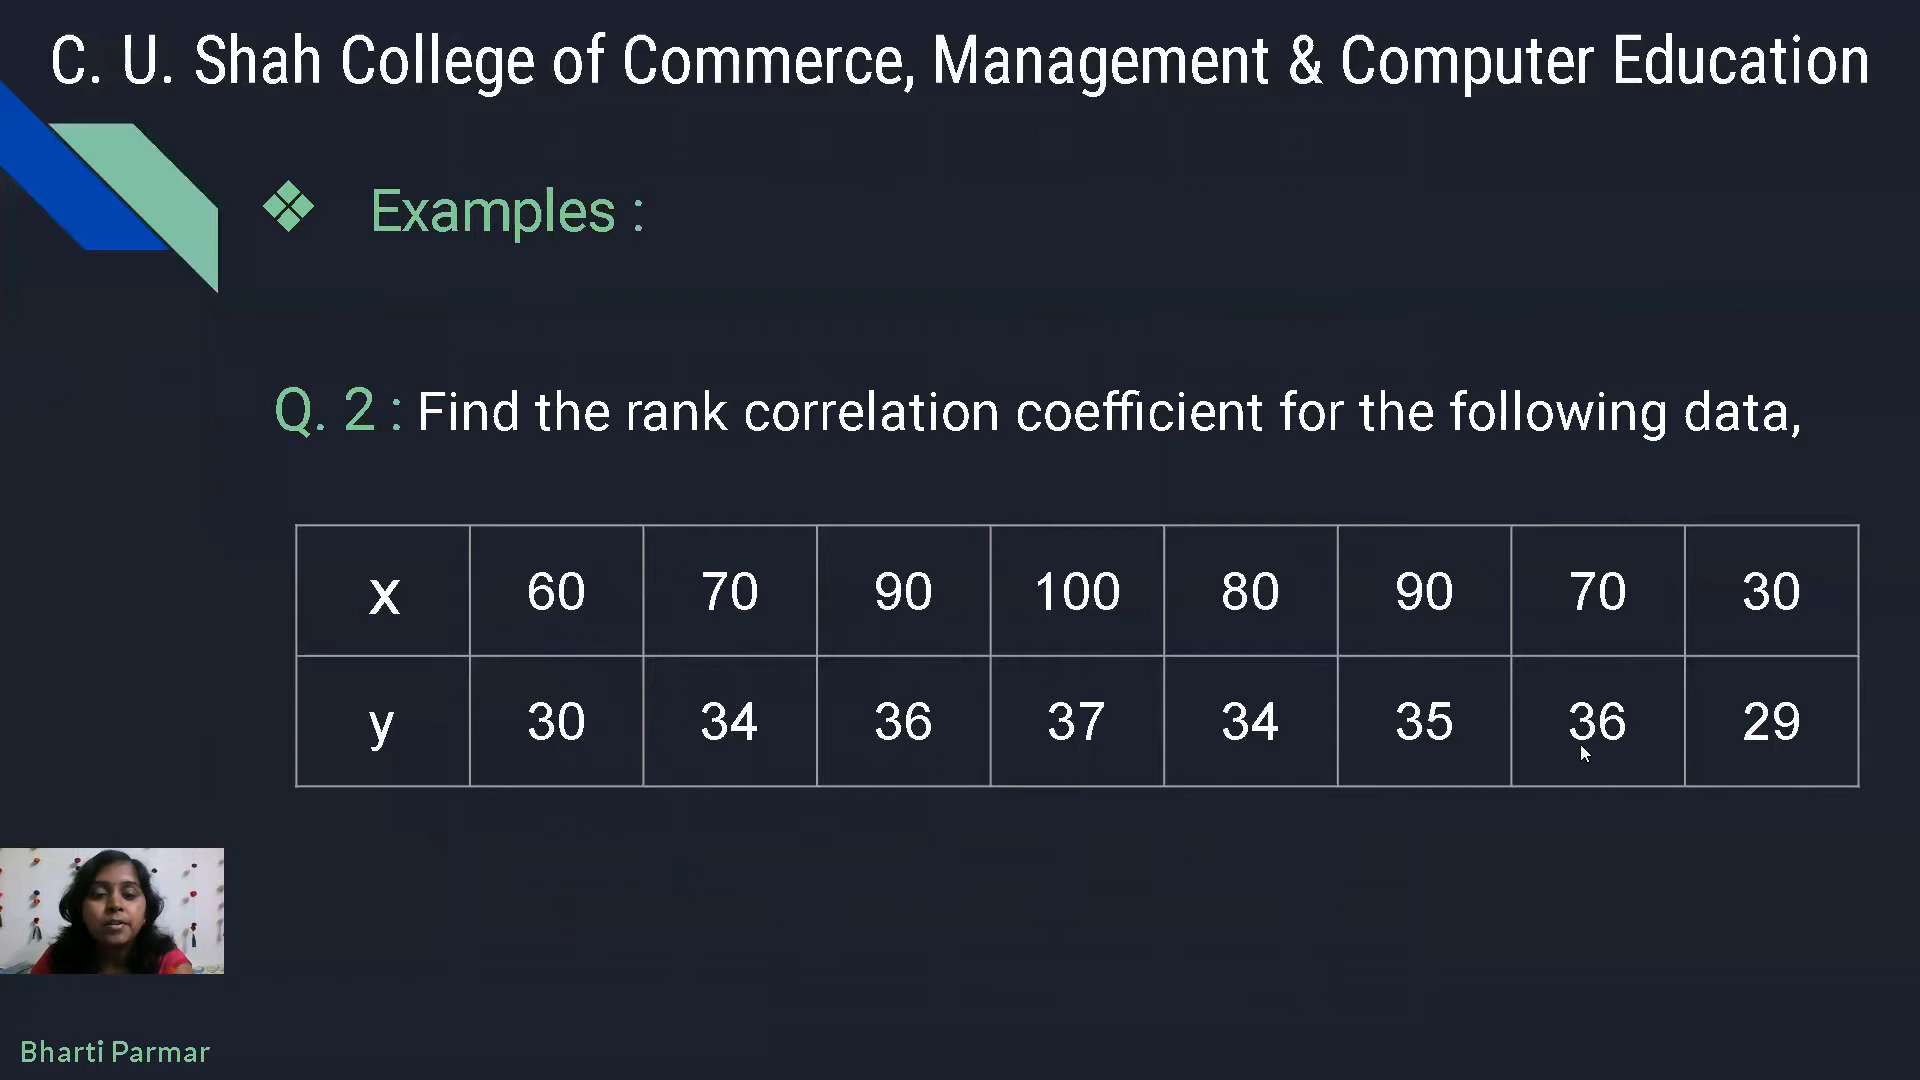 C. U. Shah College of Commerce, Management & Computer Education
❖ Examples :
Q. 2 : Find the rank correlation coefficient for the following data,
x 60 70 90 100 80 90 70 30
y 30 34 36 37 34 35 36 29
Bharti Parmar